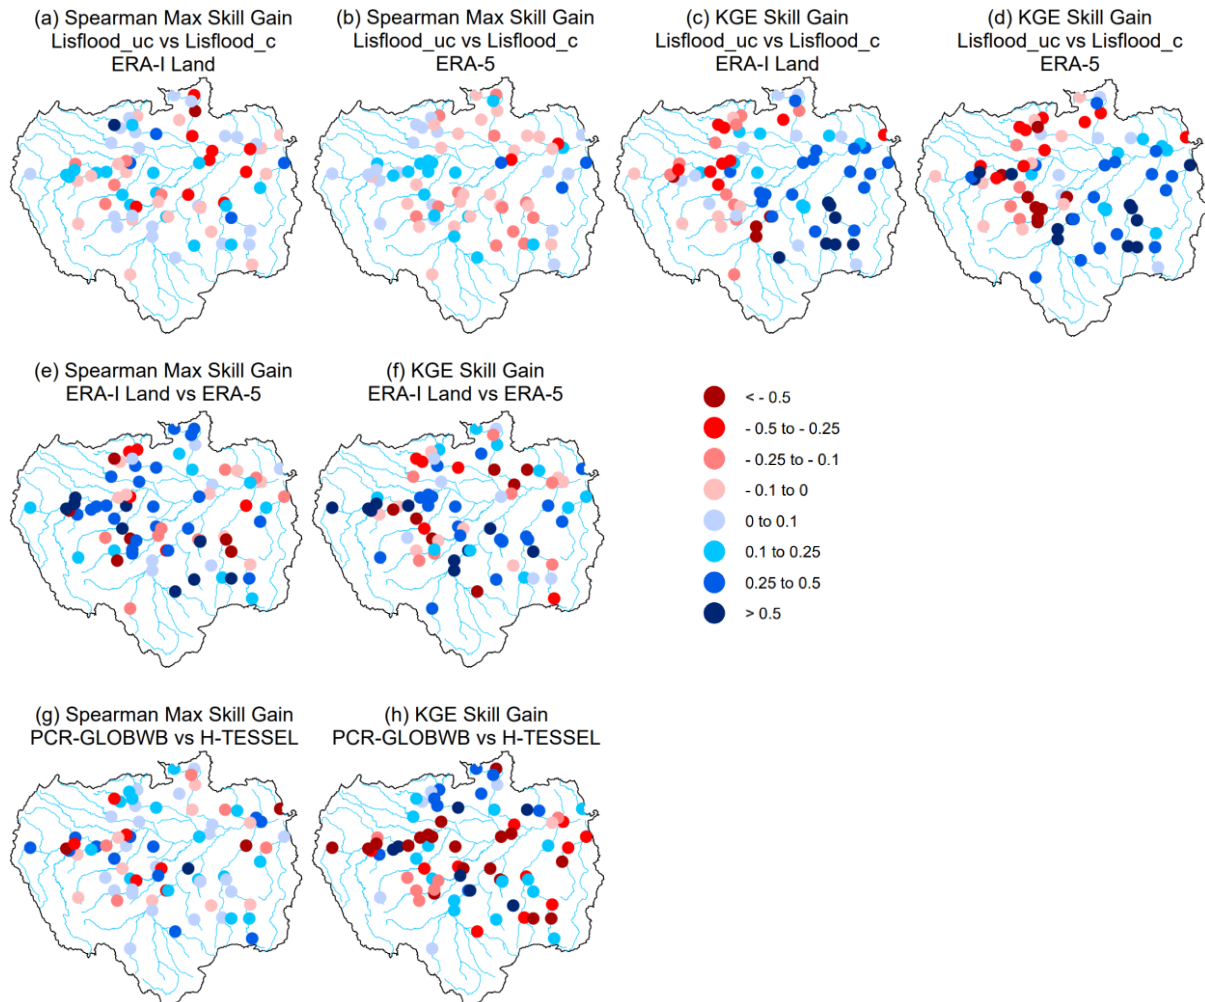 (a) Spearman Max Skill Gain
Lisflood_uc vs Lisflood_c
ERA-I Land
(b) Spearman Max Skill Gain
Lisflood_uc vs Lisflood_c
ERA-5
(c) KGE Skill Gain
Lisflood_uc vs Lisflood_c
ERA-I Land
(d) KGE Skill Gain
Lisflood_uc vs Lisflood_c
ERA-5
(e) Spearman Max Skill Gain
ERA-I Land vs ERA-5
(f) KGE Skill Gain
ERA-I Land vs ERA-5
< - 0.5
- 0.5 to - 0.25
- 0.25 to - 0.1
- 0.1 to 0
0 to 0.1
0.1 to 0.25
0.25 to 0.5
> 0.5
(g) Spearman Max Skill Gain
PCR-GLOBWB vs H-TESSEL
(h) KGE Skill Gain
PCR-GLOBWB vs H-TESSEL